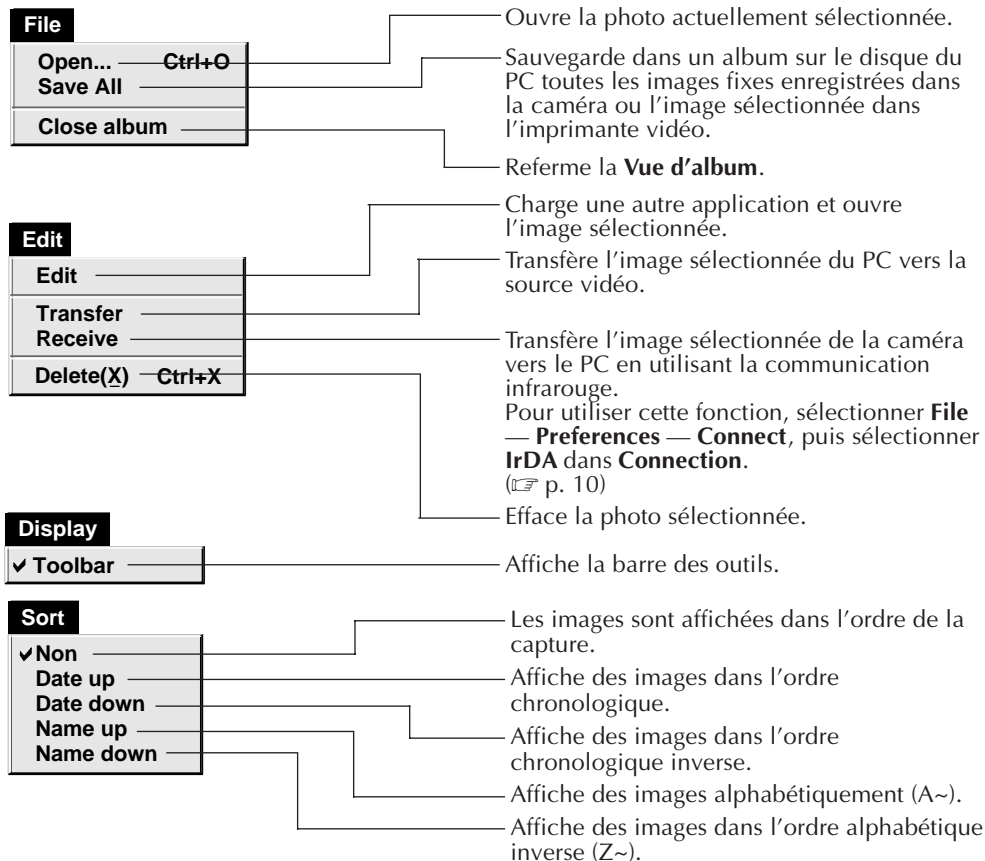 File
Open... Ctrl+O
Save All
Close album
Ouvre la photo actuellement sélectionnée.
Sauvegarde dans un album sur le disque du
PC toutes les images fixes enregistrées dans
la caméra ou l’image sélectionnée dans
l’imprimante vidéo.
Referme la Vue d’album.
Edit
Edit
Transfer
Receive
Delete(X) Ctrl+X
Charge une autre application et ouvre
l’image sélectionnée.
Transfère l’image sélectionnée du PC vers la
source vidéo.
Transfère l’image sélectionnée de la caméra
vers le PC en utilisant la communication
infrarouge.
Pour utiliser cette fonction, sélectionner File
— Preferences — Connect, puis sélectionner
IrDA dans Connection.
(☞ p. 10)
Efface la photo sélectionnée.
Display
✔ Toolbar
Affiche la barre des outils.
Sort
✔ Non
Date up
Date down
Name up
Name down
Les images sont affichées dans l’ordre de la
capture.
Affiche des images dans l’ordre
chronologique.
Affiche des images dans l’ordre
chronologique inverse.
Affiche des images alphabétiquement (A~).
Affiche des images dans l’ordre alphabétique
inverse (Z~).